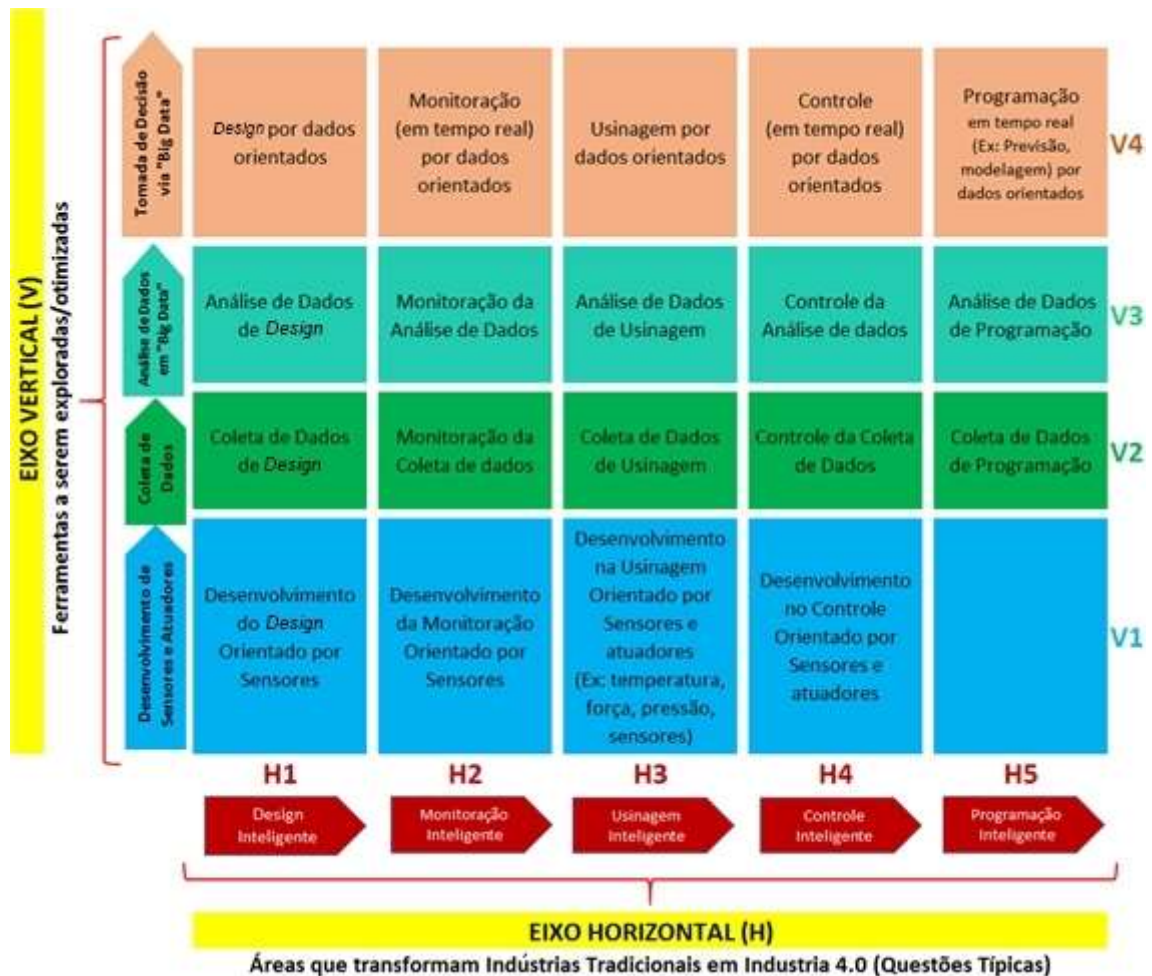 EIXO VERTICAL (V)
Ferramentas a serem exploradas/otimizadas
Tomada de Decisão
via "Big Data"
Design por dados
orientados
Monitoração
(em tempo real)
por dados
orientados
Usinagem por
dados orientados
Controle
(em tempo real)
por dados
orientados
Programação
em tempo real
(Ex: Previsão,
modelagem) por
dados orientados
V4
Análise de Dados
em "Big Data"
Análise de Dados
de Design
Monitoração da
Análise de Dados
Análise de Dados
de Usinagem
Controle da
Análise de dados
Análise de Dados
de Programação
V3
Coleta de
Dados
Coleta de Dados
de Design
Monitoração da
Coleta de dados
Coleta de Dados
de Usinagem
Controle da Coleta
de Dados
Coleta de Dados
de Programação
V2
Desenvolvimento de
Sensores e Atuadores
Desenvolvimento
do Design
Orientado por
Sensores
Desenvolvimento
da Monitoração
Orientado por
Sensores
Desenvolvimento
na Usinagem
Orientado por
Sensores e
atuadores
(Ex: temperatura,
força, pressão,
sensores)
Desenvolvimento
no Controle
Orientado por
Sensores e
atuadores
V1
H1
H2
H3
H4
H5
Design
Inteligente
Monitoração
Inteligente
Usinagem
Inteligente
Controle
Inteligente
Programação
Inteligente
EIXO HORIZONTAL (H)
Áreas que transformam Indústrias Tradicionais em Industria 4.0 (Questões Típicas)